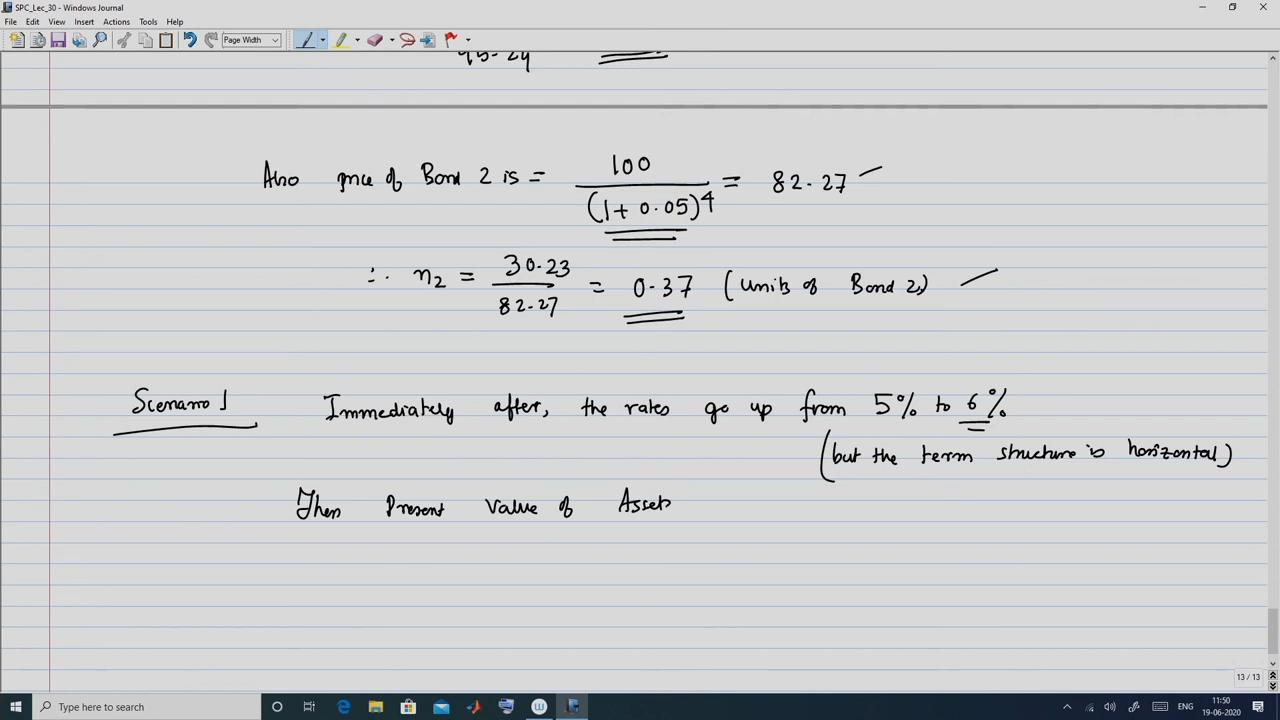 SPC_Lec_30 - Windows Journal
File Edit View Insert Actions Tools Help
Page Width
95.24
Also price of Bond 2 is = 100 / (1 + 0.05)^4 = 82.27
∴ n2 = 30.23 / 82.27 = 0.37 (Units of Bond 2)
Scenario 1 Immediately after, the rates go up from 5% to 6%
(but the term structure is horizontal)
Then Present Value of Assets
13 / 13
Type here to search
11:50
ENG
19-06-2020